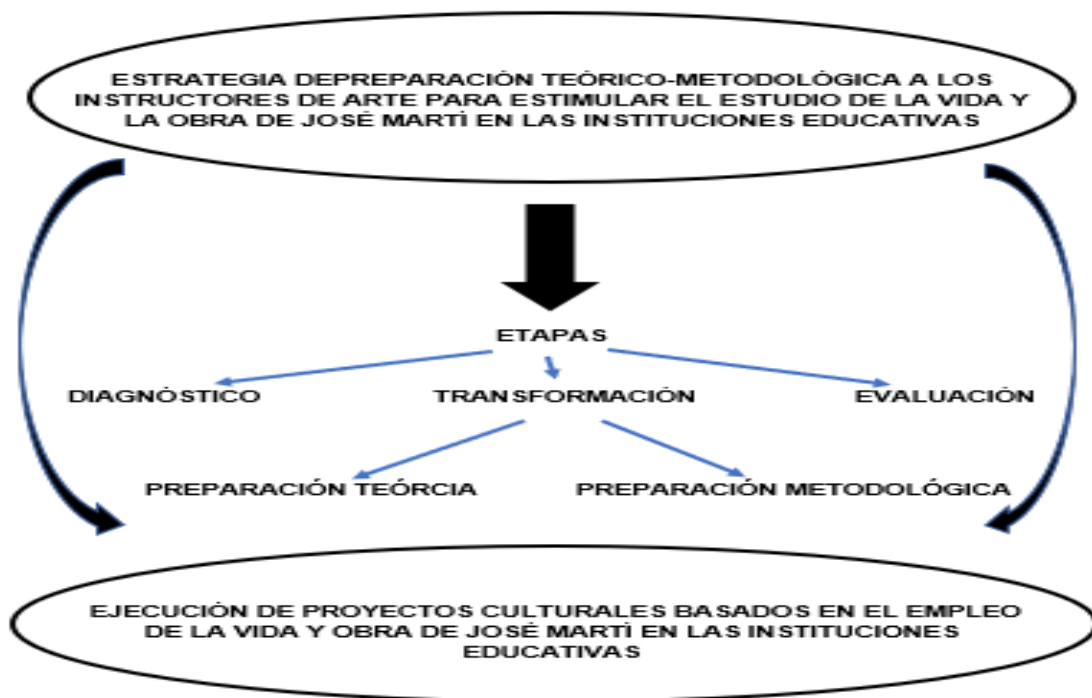 ESTRATEGIA DEPREPARACIÓN TEÓRICO-METODOLÓGICA A LOS
INSTRUCTORES DE ARTE PARA ESTIMULAR EL ESTUDIO DE LA VIDA Y
LA OBRA DE JOSÉ MARTÌ EN LAS INSTITUCIONES EDUCATIVAS
ETAPAS
DIAGNÓSTICO TRANSFORMACIÓN EVALUACIÓN
PREPARACIÓN TEÓRCIA PREPARACIÓN METODOLÓGICA
EJECUCIÓN DE PROYECTOS CULTURALES BASADOS EN EL EMPLEO
DE LA VIDA Y OBRA DE JOSÉ MARTÌ EN LAS INSTITUCIONES
EDUCATIVAS